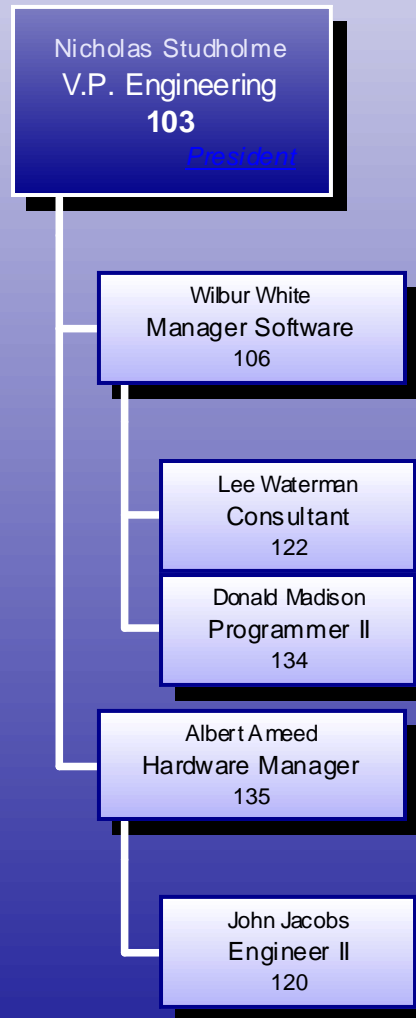 Nicholas Studholme
V.P. Engineering
103
President
Wilbur White
Manager Software
106
Lee Waterman
Consultant
122
Donald Madison
Programmer II
134
Albert Ameed
Hardware Manager
135
John Jacobs
Engineer II
120